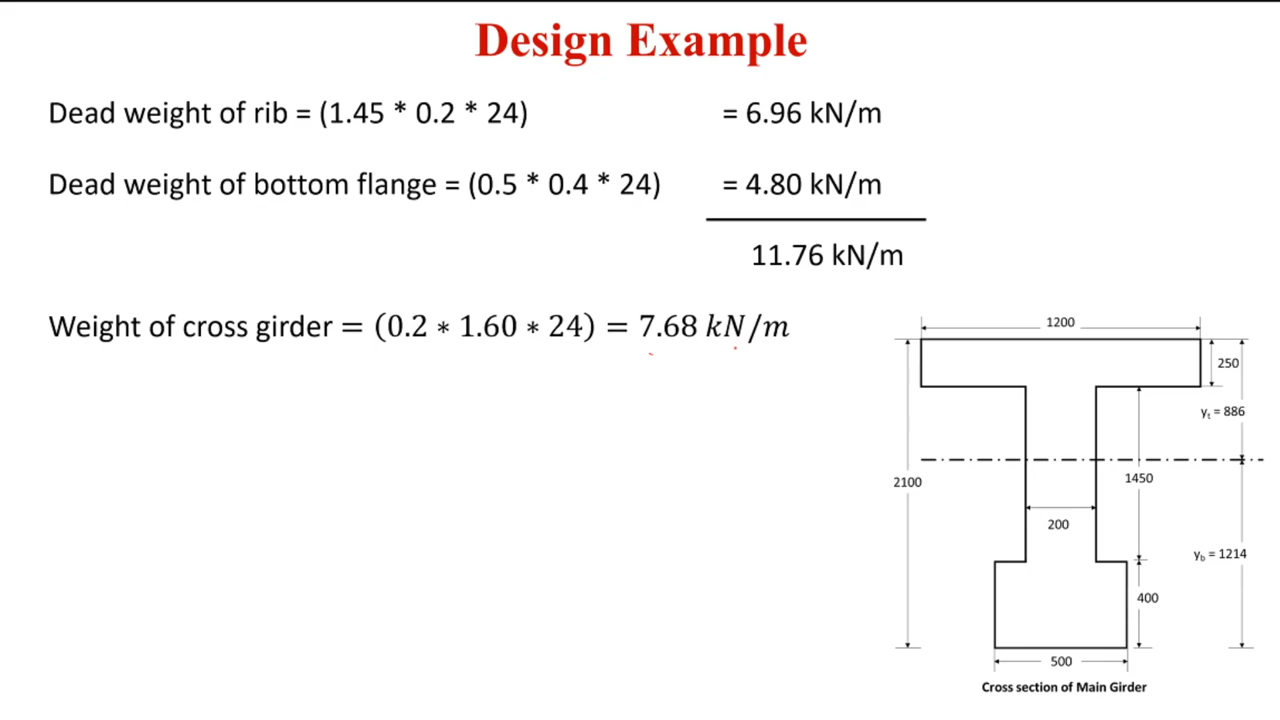 Design Example
Dead weight of rib = (1.45 * 0.2 * 24) = 6.96 kN/m
Dead weight of bottom flange = (0.5 * 0.4 * 24) = 4.80 kN/m
11.76 kN/m
Weight of cross girder = (0.2 ∗ 1.60 ∗ 24) = 7.68 kN/m
1200
250
yt = 886
2100
1450
200
yb = 1214
400
500
Cross section of Main Girder